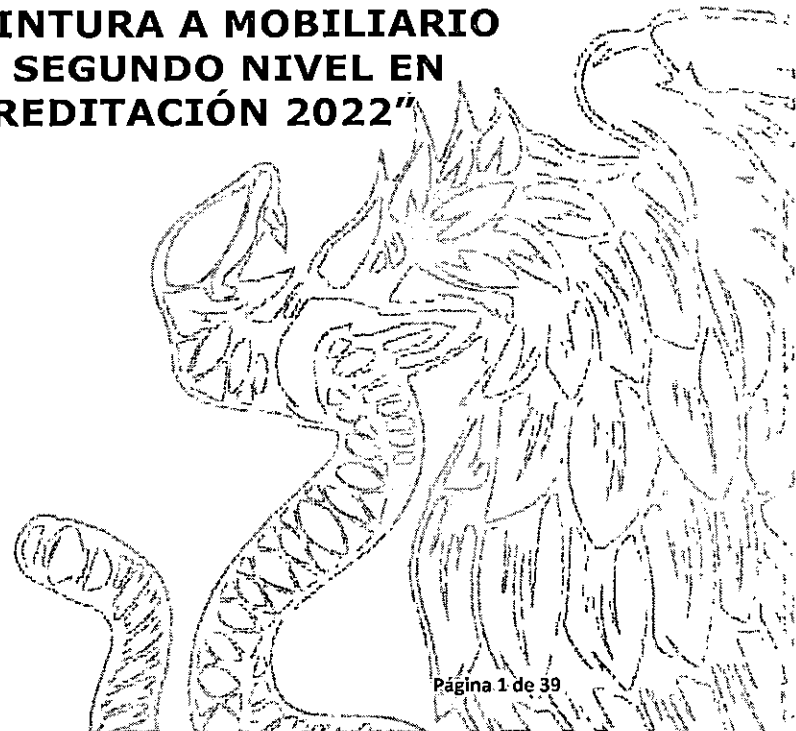 INTURA A MOBILIARIO
SEGUNDO NIVEL EN
REDITACIÓN 2022”
Página 1 de 39